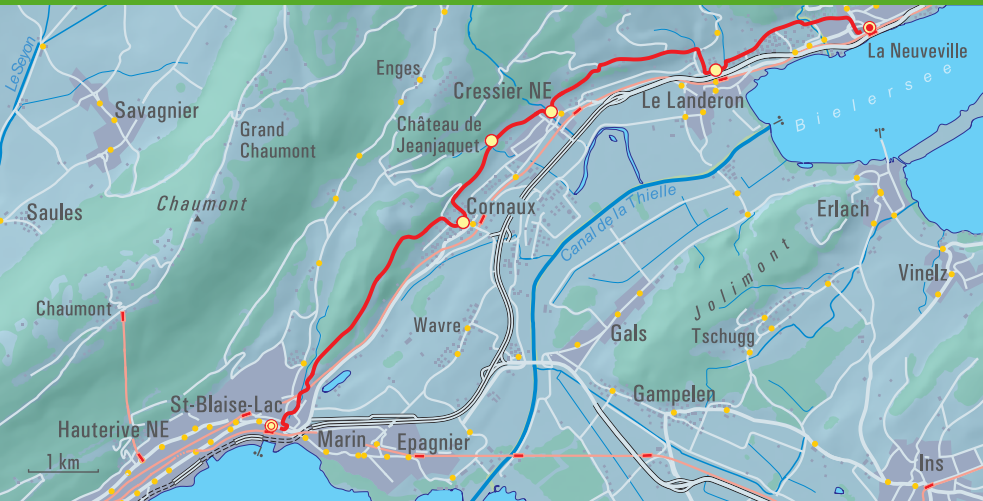 La Neuveville
Le Seyon
Enges
Cressier NE
Le Landeron
Bielersee
Savagnier
Château de
Jeanjaquet
Grand
Chaumont
Chaumont
Cornaux
Saules
Canal de la Thielle
Erlach
Jolimont
Vinelz
Chaumont
Wavre
Gals
Tschugg
Gampelen
St-Blaise-Lac
Hauterive NE
Marin
Epagnier
1 km
Ins